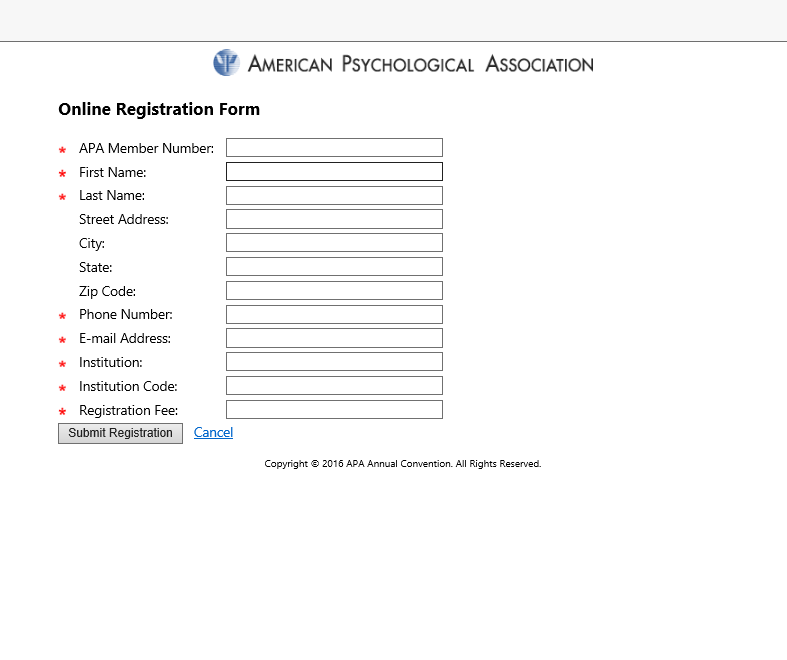 AMERICAN PSYCHOLOGICAL ASSOCIATION
Online Registration Form
* APA Member Number:
* First Name:
* Last Name:
Street Address:
City:
State:
Zip Code:
* Phone Number:
* E-mail Address:
* Institution:
* Institution Code:
* Registration Fee:
Submit Registration Cancel
Copyright © 2016 APA Annual Convention. All Rights Reserved.